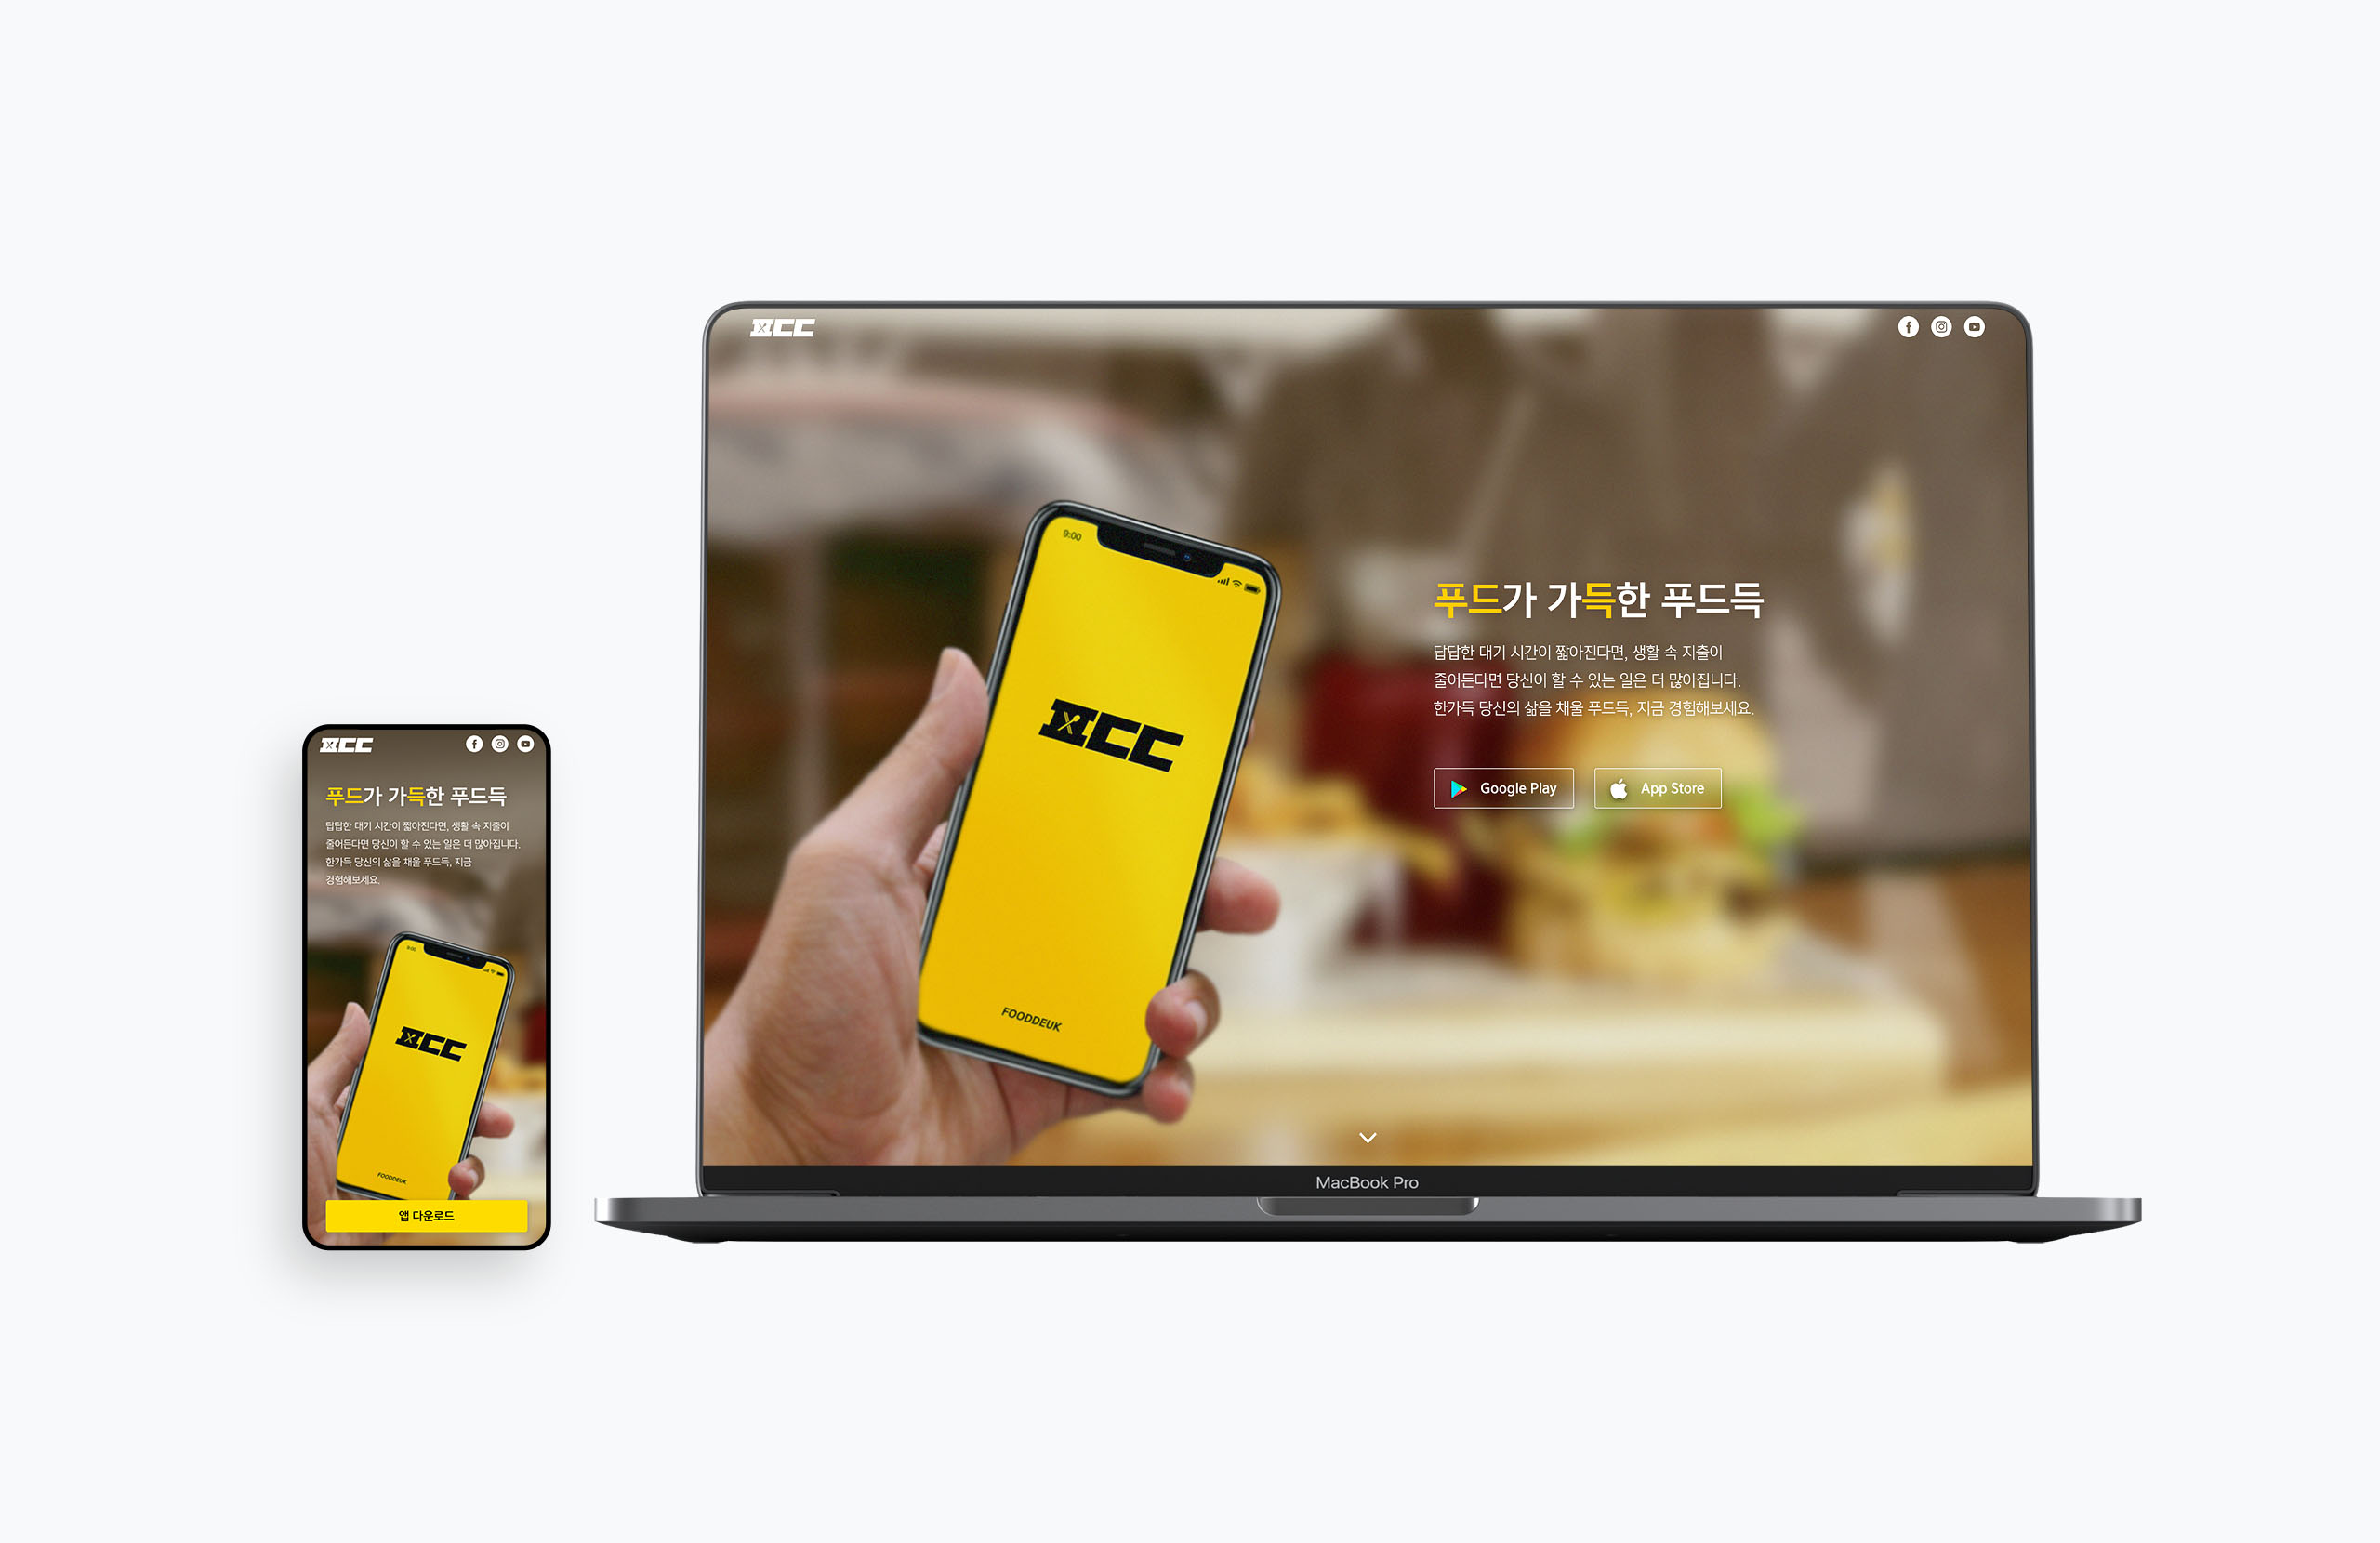 푸드가 가득한 푸드득
답답한 대기 시간이 짧아진다면, 생활 속 지출이
줄어든다면 당신이 할 수 있는 일은 더 많아집니다.
한가득 당신의 삶을 채울 푸드득, 지금
경험해보세요.
9:00
FOODDEUK
앱 다운로드
9:00
FOODDEUK
푸드가 가득한 푸드득
답답한 대기 시간이 짧아진다면, 생활 속 지출이
줄어든다면 당신이 할 수 있는 일은 더 많아집니다.
한가득 당신의 삶을 채울 푸드득, 지금 경험해보세요.
Google Play
App Store
MacBook Pro